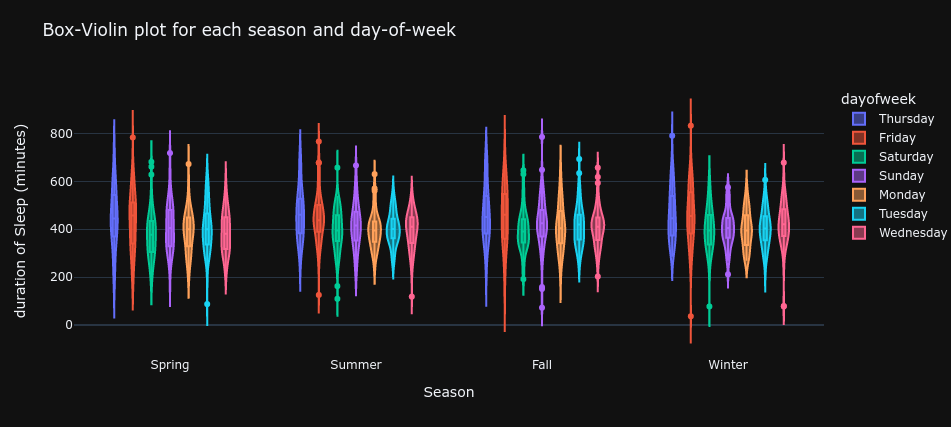 Box-Violin plot for each season and day-of-week
dayofweek
Thursday
Friday
Saturday
Sunday
Monday
Tuesday
Wednesday
duration of Sleep (minutes)
800
600
400
200
0
Spring Summer Fall Winter
Season